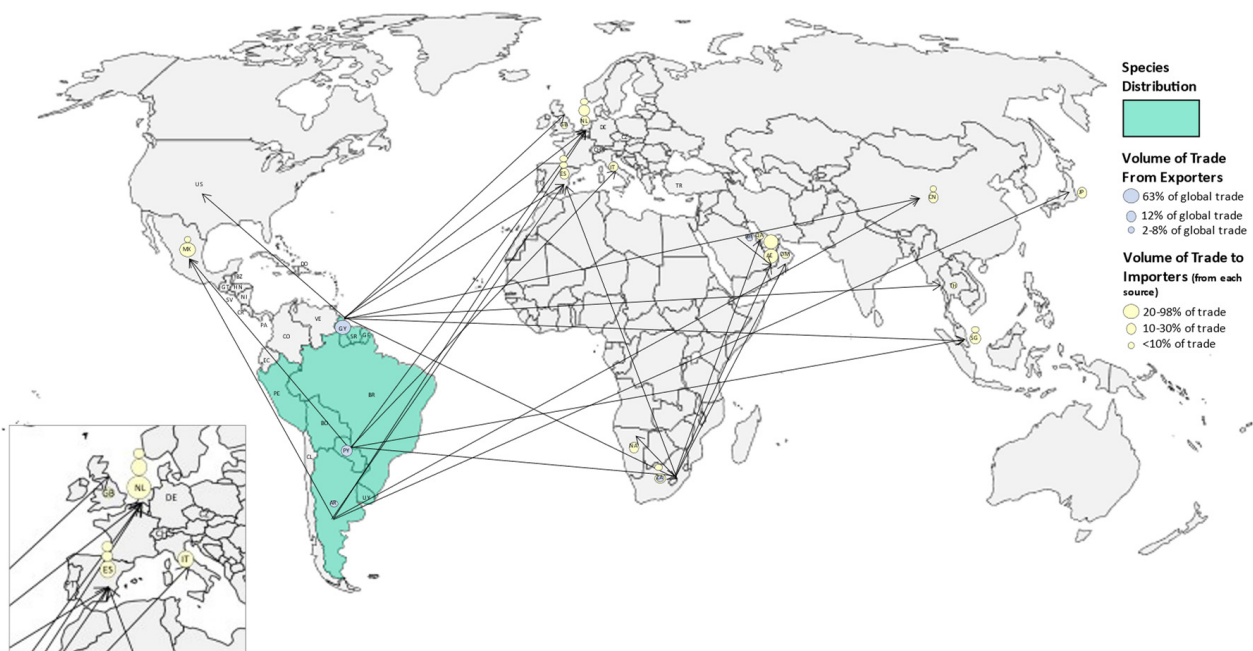 Species
Distribution
Volume of Trade
From Exporters
63% of global trade
12% of global trade
2-8% of global trade
Volume of Trade to
Importers (from each
source)
20-98% of trade
10-30% of trade
<10% of trade
US
MX
BZ
GT
HN
SV
NI
DO
PA
CO
VE
GY
SR
EC
PE
BR
BO
PY
CL
AR
UY
GB
NL
DE
ES
IT
TR
AE
OM
CN
JP
TH
SG
NA
ZA
GB
NL
DE
ES
IT
PT